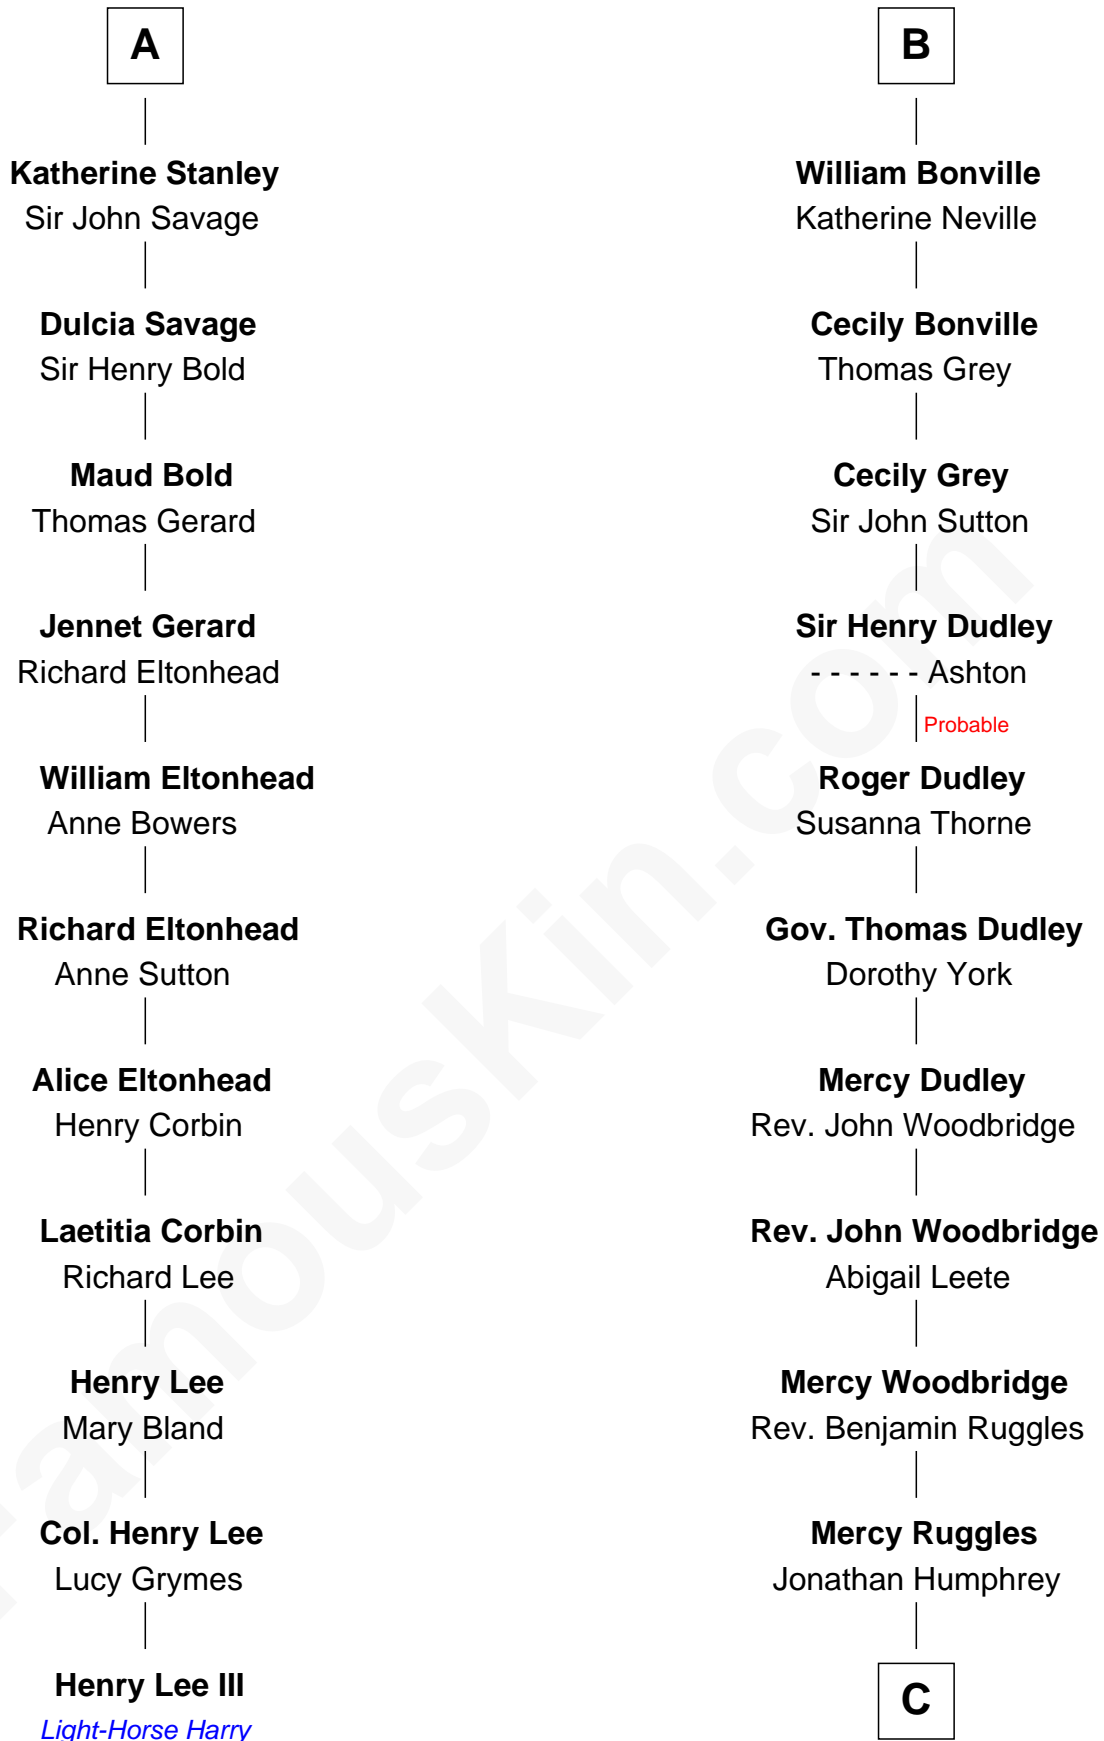 A
Katherine Stanley
Sir John Savage
Dulcia Savage
Sir Henry Bold
Maud Bold
Thomas Gerard
Jennet Gerard
Richard Eltonhead
William Eltonhead
Anne Bowers
Richard Eltonhead
Anne Sutton
Alice Eltonhead
Henry Corbin
Laetitia Corbin
Richard Lee
Henry Lee
Mary Bland
Col. Henry Lee
Lucy Grymes
Henry Lee III
Light-Horse Harry
B
William Bonville
Katherine Neville
Cecily Bonville
Thomas Grey
Cecily Grey
Sir John Sutton
Sir Henry Dudley
- - - - - - Ashton
Probable
Roger Dudley
Susanna Thorne
Gov. Thomas Dudley
Dorothy York
Mercy Dudley
Rev. John Woodbridge
Rev. John Woodbridge
Abigail Leete
Mercy Woodbridge
Rev. Benjamin Ruggles
Mercy Ruggles
Jonathan Humphrey
C
FamousKin.com